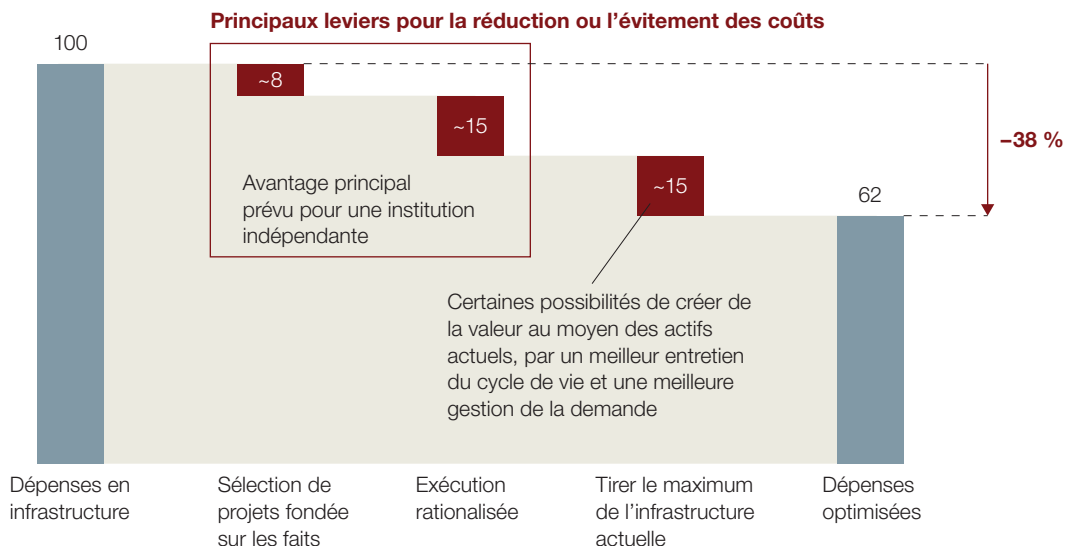 Principaux leviers pour la réduction ou l’évitement des coûts
100
~8
~15
–38 %
Avantage principal
prévu pour une institution
indépendante
~15
62
Certaines possibilités de créer de
la valeur au moyen des actifs
actuels, par un meilleur entretien
du cycle de vie et une meilleure
gestion de la demande
Dépenses en
infrastructure
Sélection de
projets fondée
sur les faits
Exécution
rationalisée
Tirer le maximum
de l’infrastructure
actuelle
Dépenses
optimisées